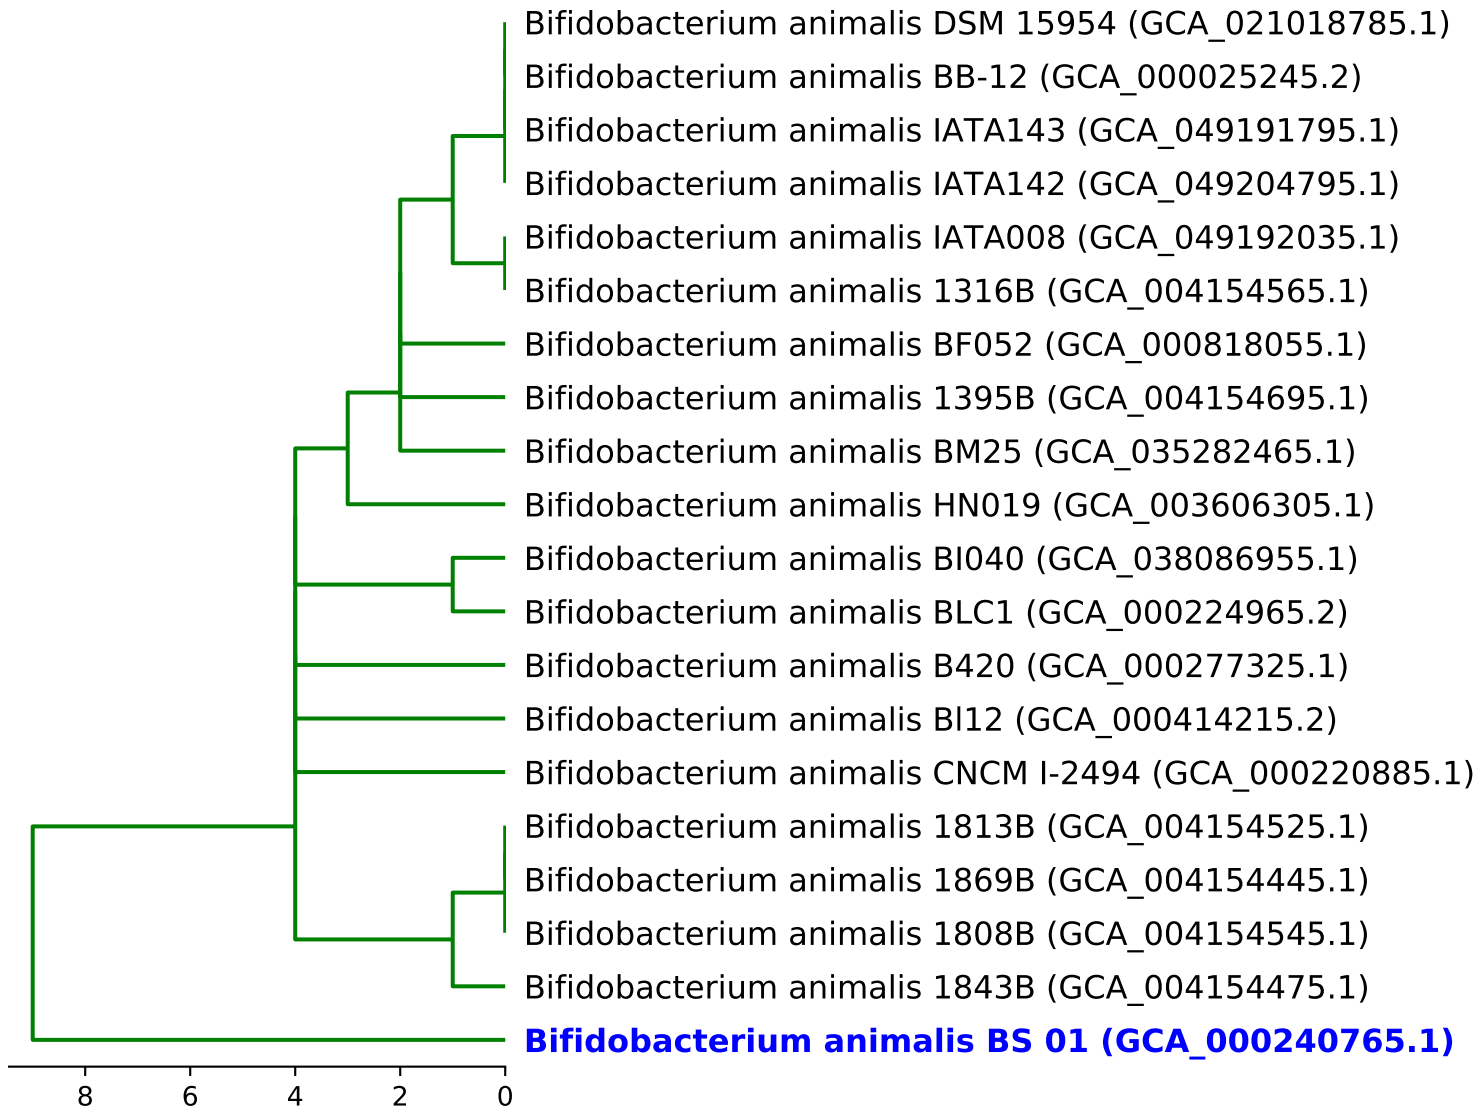 Bifidobacterium animalis DSM 15954 (GCA_021018785.1)
Bifidobacterium animalis BB-12 (GCA_000025245.2)
Bifidobacterium animalis IATA143 (GCA_049191795.1)
Bifidobacterium animalis IATA142 (GCA_049204795.1)
Bifidobacterium animalis IATA008 (GCA_049192035.1)
Bifidobacterium animalis 1316B (GCA_004154565.1)
Bifidobacterium animalis BF052 (GCA_000818055.1)
Bifidobacterium animalis 1395B (GCA_004154695.1)
Bifidobacterium animalis BM25 (GCA_035282465.1)
Bifidobacterium animalis HN019 (GCA_003606305.1)
Bifidobacterium animalis BI040 (GCA_038086955.1)
Bifidobacterium animalis BLC1 (GCA_000224965.2)
Bifidobacterium animalis B420 (GCA_000277325.1)
Bifidobacterium animalis Bl12 (GCA_000414215.2)
Bifidobacterium animalis CNCM I-2494 (GCA_000220885.1)
Bifidobacterium animalis 1813B (GCA_004154525.1)
Bifidobacterium animalis 1869B (GCA_004154445.1)
Bifidobacterium animalis 1808B (GCA_004154545.1)
Bifidobacterium animalis 1843B (GCA_004154475.1)
Bifidobacterium animalis BS 01 (GCA_000240765.1)
8 6 4 2 0